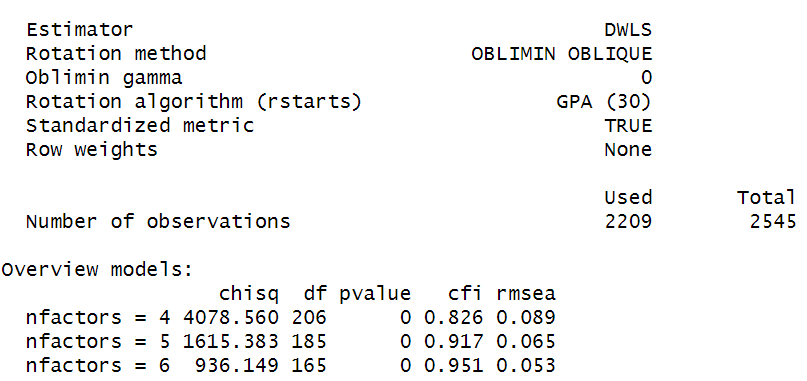 Estimator DWLS
Rotation method OBLIMIN OBLIQUE
Oblimin gamma 0
Rotation algorithm (rstarts) GPA (30)
Standardized metric TRUE
Row weights None
Used Total
Number of observations 2209 2545
Overview models:
chisq df pvalue cfi rmsea
nfactors = 4 4078.560 206 0 0.826 0.089
nfactors = 5 1615.383 185 0 0.917 0.065
nfactors = 6 936.149 165 0 0.951 0.053